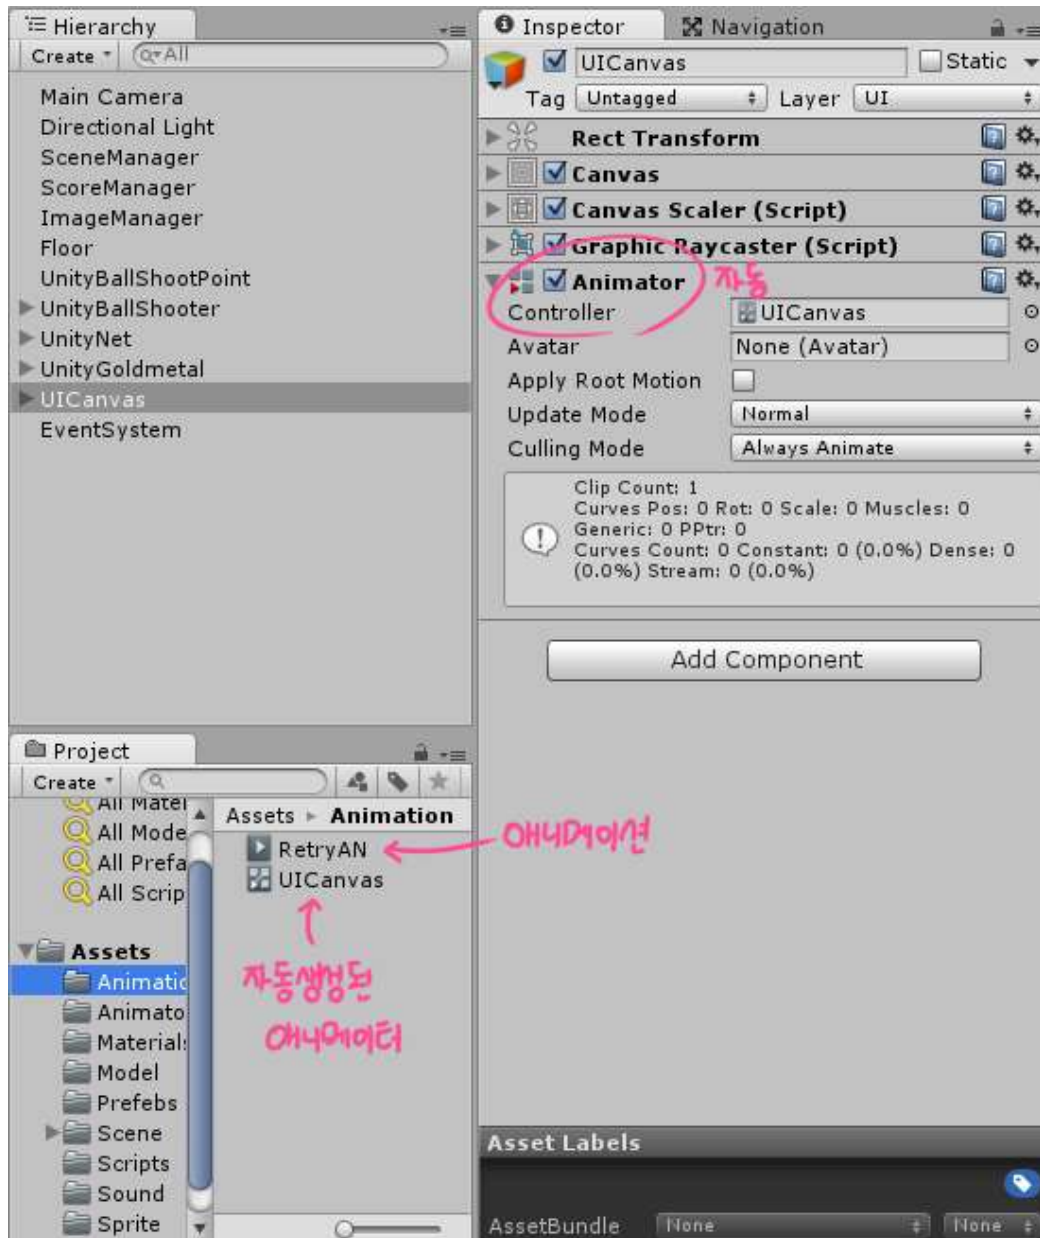 Hierarchy
Create
All
Main Camera
Directional Light
SceneManager
ScoreManager
ImageManager
Floor
UnityBallShootPoint
UnityBallShooter
UnityNet
UnityGoldmetal
UICanvas
EventSystem
Inspector
Navigation
UICanvas
Static
Tag Untagged Layer UI
Rect Transform
Canvas
Canvas Scaler (Script)
Graphic Raycaster (Script)
Animator
자동
Controller UICanvas
Avatar None (Avatar)
Apply Root Motion
Update Mode Normal
Culling Mode Always Animate
Clip Count: 1
Curves Pos: 0 Rot: 0 Scale: 0 Muscles: 0
Generic: 0 PPtr: 0
Curves Count: 0 Constant: 0 (0.0%) Dense: 0
(0.0%) Stream: 0 (0.0%)
Add Component
Project
Create
All Mater
All Mode
All Prefa
All Scrip
Assets
Animatic
Animato
Materials
Model
Prefebs
Scene
Scripts
Sound
Sprite
Assets Animation
RetryAN
UICanvas
애니메이션
자동생성된
애니메이터
Asset Labels
AssetBundle None None